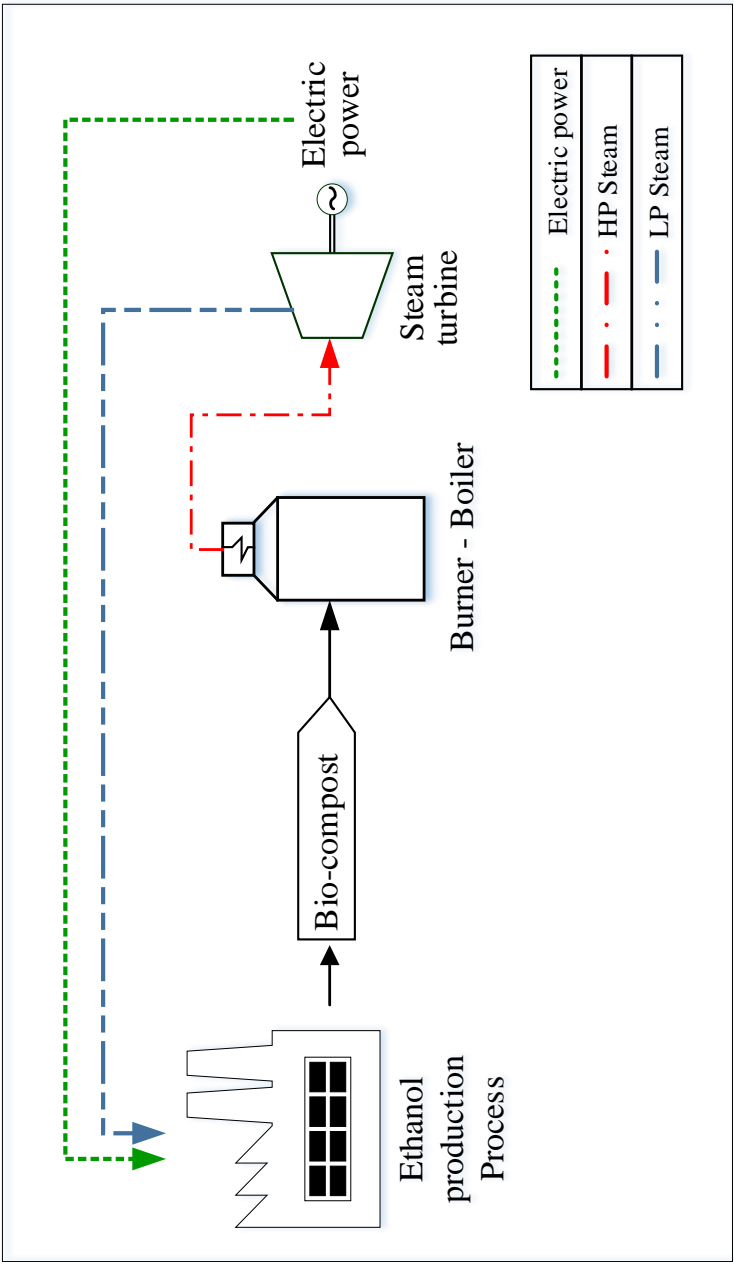 Electric
power
Steam
turbine
Burner - Boiler
Bio-compost
Ethanol
production
Process
Electric power
HP Steam
LP Steam